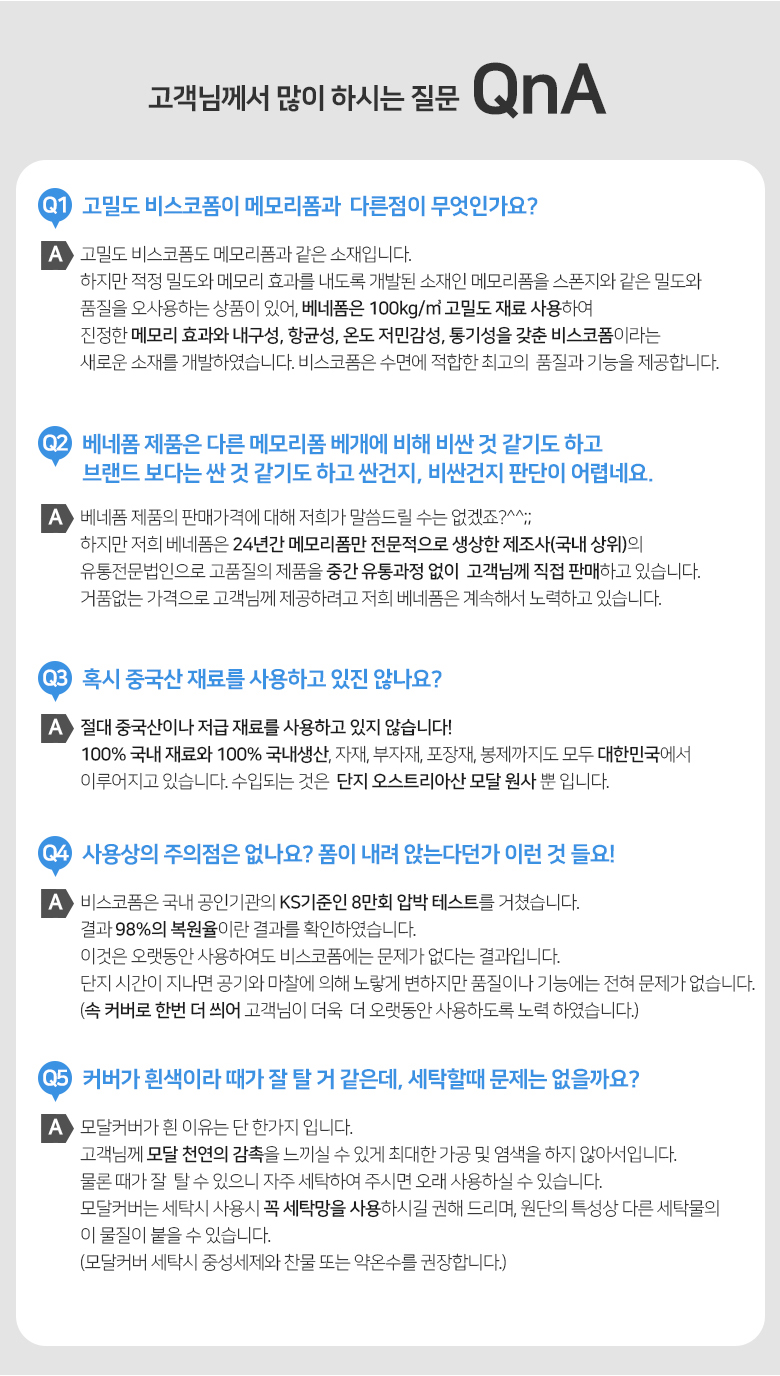 고객님께서 많이 하시는 질문 QnA
Q1 고밀도 비스코폼이 메모리폼과 다른점이 무엇인가요?
A 고밀도 비스코폼도 메모리폼과 같은 소재입니다.
하지만 적정 밀도와 메모리 효과를 내도록 개발된 소재인 메모리폼을 스폰지와 같은 밀도와
품질을 오사용하는 상품이 있어, 베네폼은 100kg/㎥ 고밀도 재료 사용하여
진정한 메모리 효과와 내구성, 항균성, 온도 저민감성, 통기성을 갖춘 비스코폼이라는
새로운 소재를 개발하였습니다. 비스코폼은 수면에 적합한 최고의 품질과 기능을 제공합니다.
Q2 베네폼 제품은 다른 메모리폼 베개에 비해 비싼 것 같기도 하고
브랜드 보다는 싼 것 같기도 하고 싼건지, 비싼건지 판단이 어렵네요.
A 베네폼 제품의 판매가격에 대해 저희가 말씀드릴 수는 없겠죠?^^;;
하지만 저희 베네폼은 24년간 메모리폼만 전문적으로 생상한 제조사(국내 상위)의
유통전문법인으로 고품질의 제품을 중간 유통과정 없이 고객님께 직접 판매하고 있습니다.
거품없는 가격으로 고객님께 제공하려고 저희 베네폼은 계속해서 노력하고 있습니다.
Q3 혹시 중국산 재료를 사용하고 있진 않나요?
A 절대 중국산이나 저급 재료를 사용하고 있지 않습니다!
100% 국내 재료와 100% 국내생산, 자재, 부자재, 포장재, 봉제까지도 모두 대한민국에서
이루어지고 있습니다. 수입되는 것은 단지 오스트리아산 모달 원사 뿐 입니다.
Q4 사용상의 주의점은 없나요? 폼이 내려 앉는다던가 이런 것 들요!
A 비스코폼은 국내 공인기관의 KS기준인 8만회 압박 테스트를 거쳤습니다.
결과 98%의 복원율이란 결과를 확인하였습니다.
이것은 오랫동안 사용하여도 비스코폼에는 문제가 없다는 결과입니다.
단지 시간이 지나면 공기와 마찰에 의해 노랗게 변하지만 품질이나 기능에는 전혀 문제가 없습니다.
(속 커버로 한번 더 씌어 고객님이 더욱 더 오랫동안 사용하도록 노력 하였습니다.)
Q5 커버가 흰색이라 때가 잘 탈 거 같은데, 세탁할때 문제는 없을까요?
A 모달커버가 흰 이유는 단 한가지 입니다.
고객님께 모달 천연의 감촉을 느끼실 수 있게 최대한 가공 및 염색을 하지 않아서입니다.
물론 때가 잘 탈 수 있으니 자주 세탁하여 주시면 오래 사용하실 수 있습니다.
모달커버는 세탁시 사용시 꼭 세탁망을 사용하시길 권해 드리며, 원단의 특성상 다른 세탁물의
이 물질이 붙을 수 있습니다.
(모달커버 세탁시 중성세제와 찬물 또는 약온수를 권장합니다.)